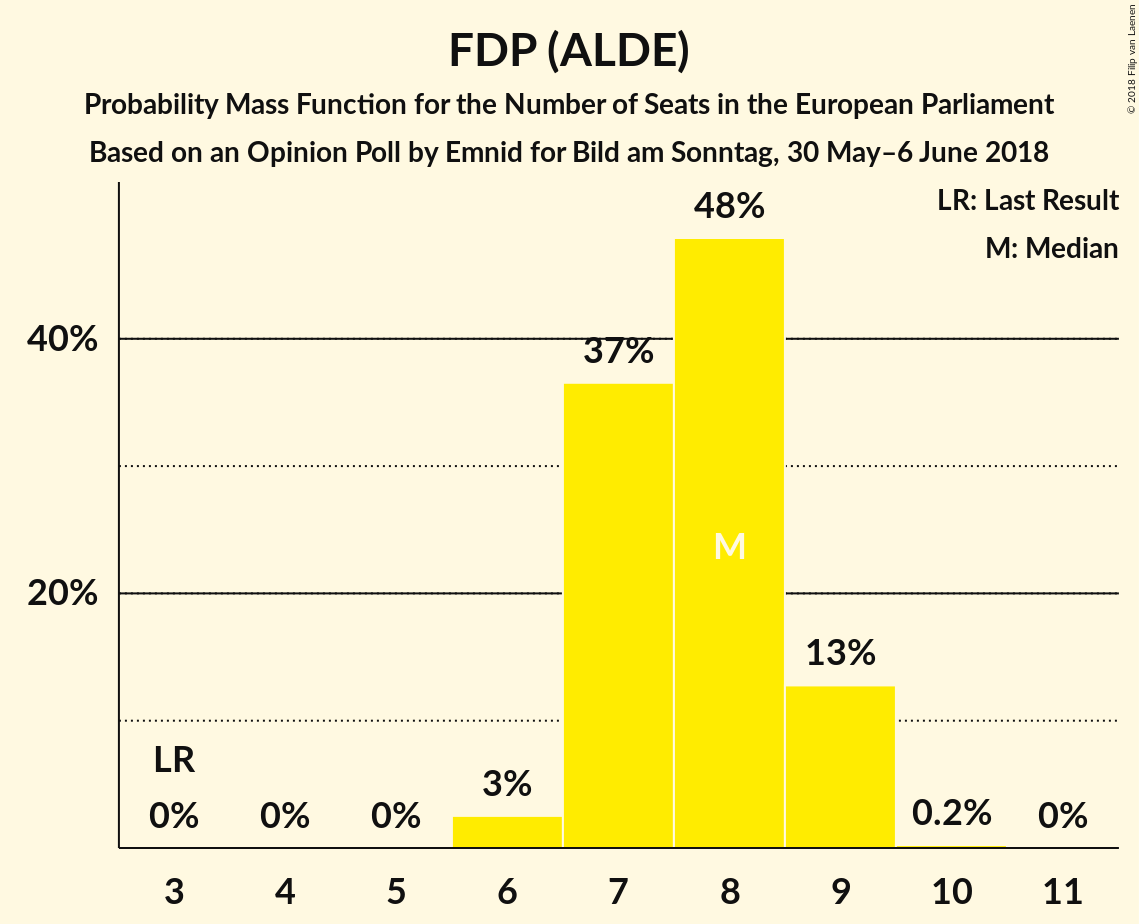 FDP (ALDE)
Probability Mass Function for the Number of Seats in the European Parliament
Based on an Opinion Poll by Emnid for Bild am Sonntag, 30 May–6 June 2018
© 2018 Filip van Laenen
LR: Last Result
M: Median
48%
40%
37%
M
20%
13%
LR
0% 0% 0% 3% 0.2% 0%
3 4 5 6 7 8 9 10 11